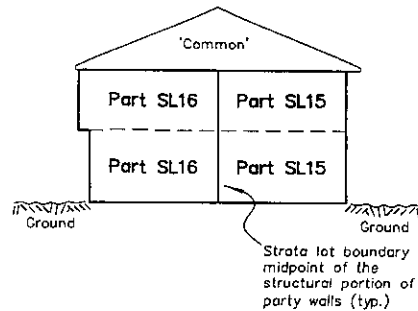 'Common'
Part SL16
Part SL15
Part SL16
Part SL15
Ground
Ground
Strata lot boundary
midpoint of the
structural portion of
party walls (typ.)